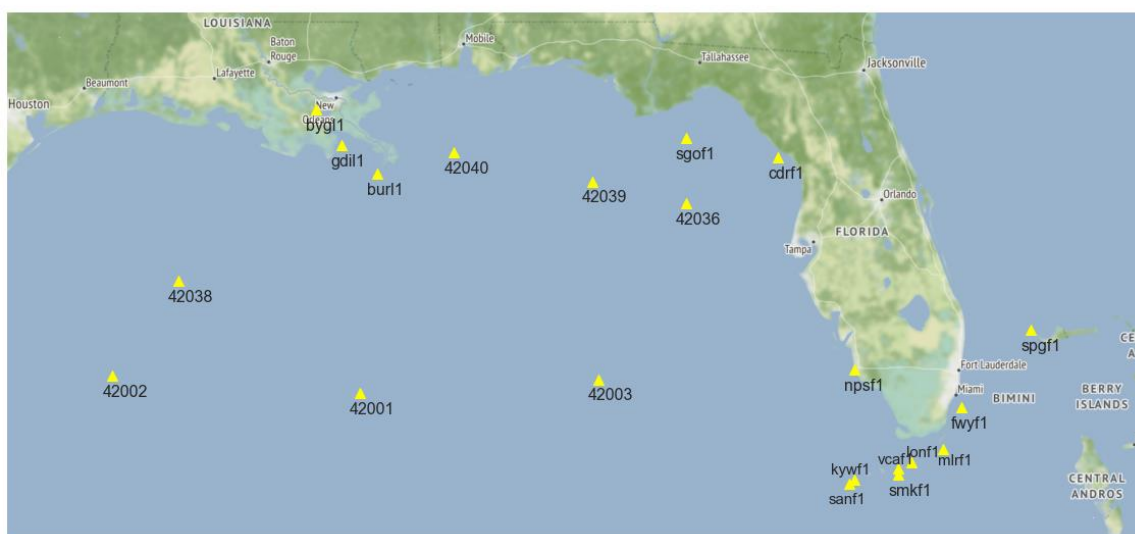 LOUISIANA
Baton
Rouge
Mobile
Tallahassee
Jacksonville
Beaumont
Lafayette
Houston
New
Orleans
bygl1
gdil1
burl1
42040
sgof1
cdrf1
42039
42036
Orlando
FLORIDA
Tampa
42038
spgf1
42002
42001
42003
npsf1
Fort Lauderdale
Miami
BIMINI
BERRY
ISLANDS
fwyf1
vcaf1
lonf1
mlrf1
kywf1
sanf1
smkf1
CENTRAL
ANDROS